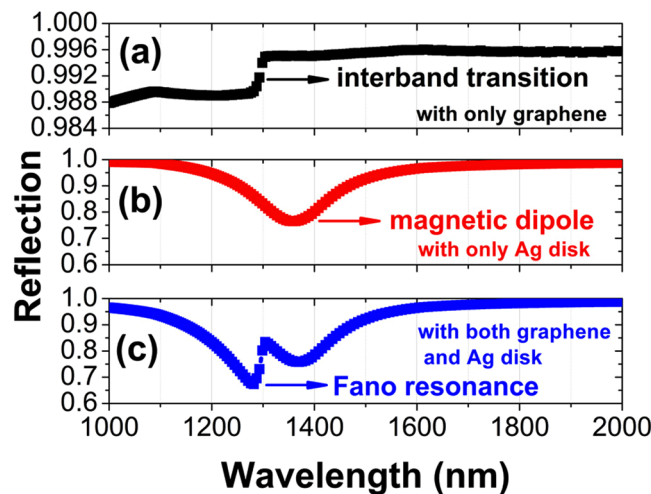 1.000
0.996
0.992
0.988
0.984
(a)
interband transition
with only graphene
Reflection
1.0
0.9
0.8
0.7
0.6
(b)
magnetic dipole
with only Ag disk
1.0
0.9
0.8
0.7
0.6
(c)
with both graphene
and Ag disk
Fano resonance
1000 1200 1400 1600 1800 2000
Wavelength (nm)